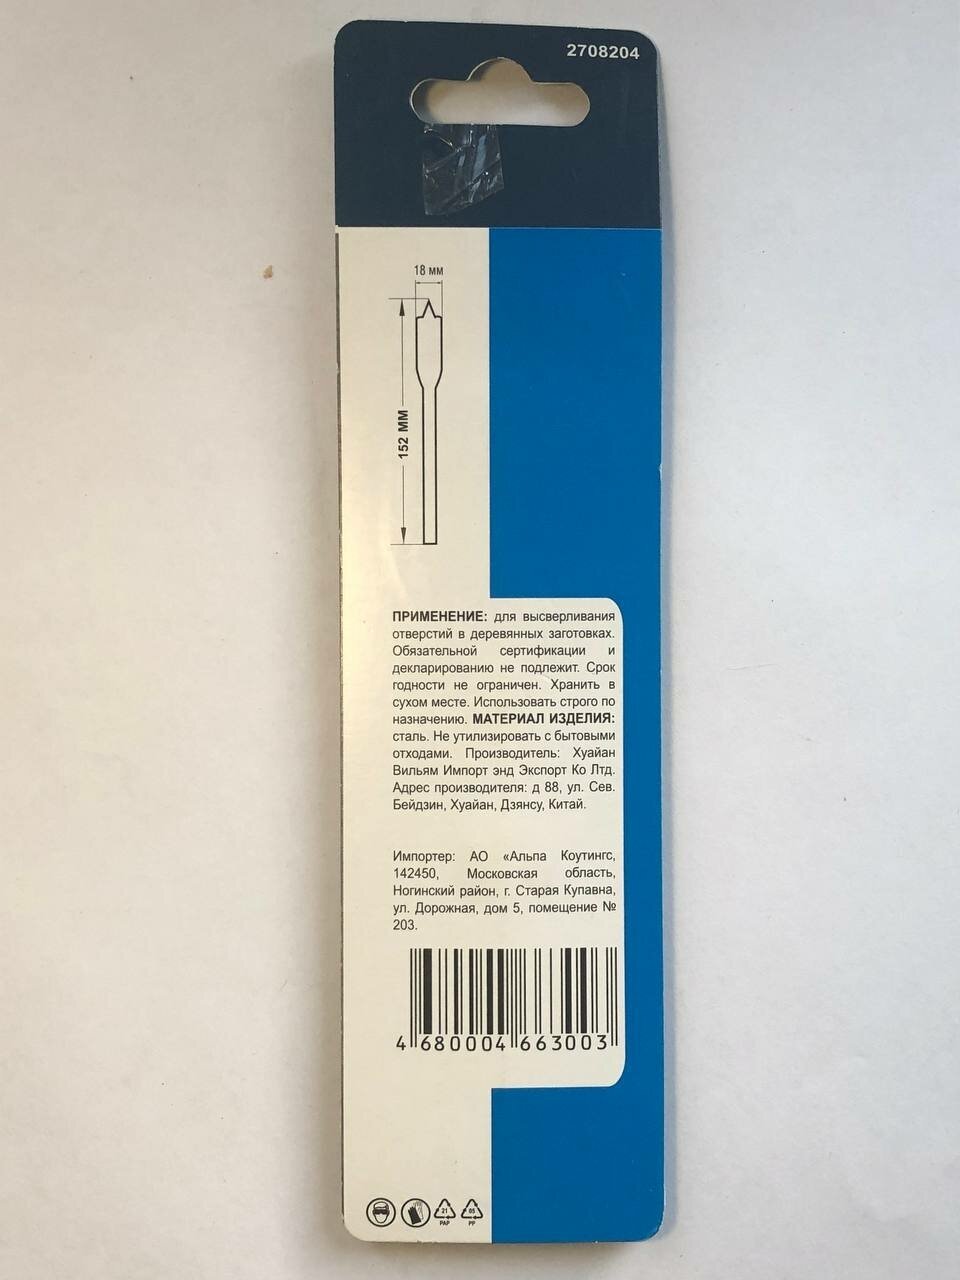 2708204
18 мм
152 ММ
ПРИМЕНЕНИЕ: для высверливания
отверстий в деревянных заготовках.
Обязательной сертификации и
декларированию не подлежит. Срок
годности не ограничен. Хранить в
сухом месте. Использовать строго по
назначению. МАТЕРИАЛ ИЗДЕЛИЯ:
сталь. Не утилизировать с бытовыми
отходами. Производитель: Хуайан
Вильям Импорт энд Экспорт Ко Лтд.
Адрес производителя: д 88, ул. Сев.
Бейдзин, Хуайан, Дзянсу, Китай.
Импортер: АО «Альпа Коутингс,
142450, Московская область,
Ногинский район, г. Старая Купавна,
ул. Дорожная, дом 5, помещение №
203.
4 680004 663003
21 05
PAP PP